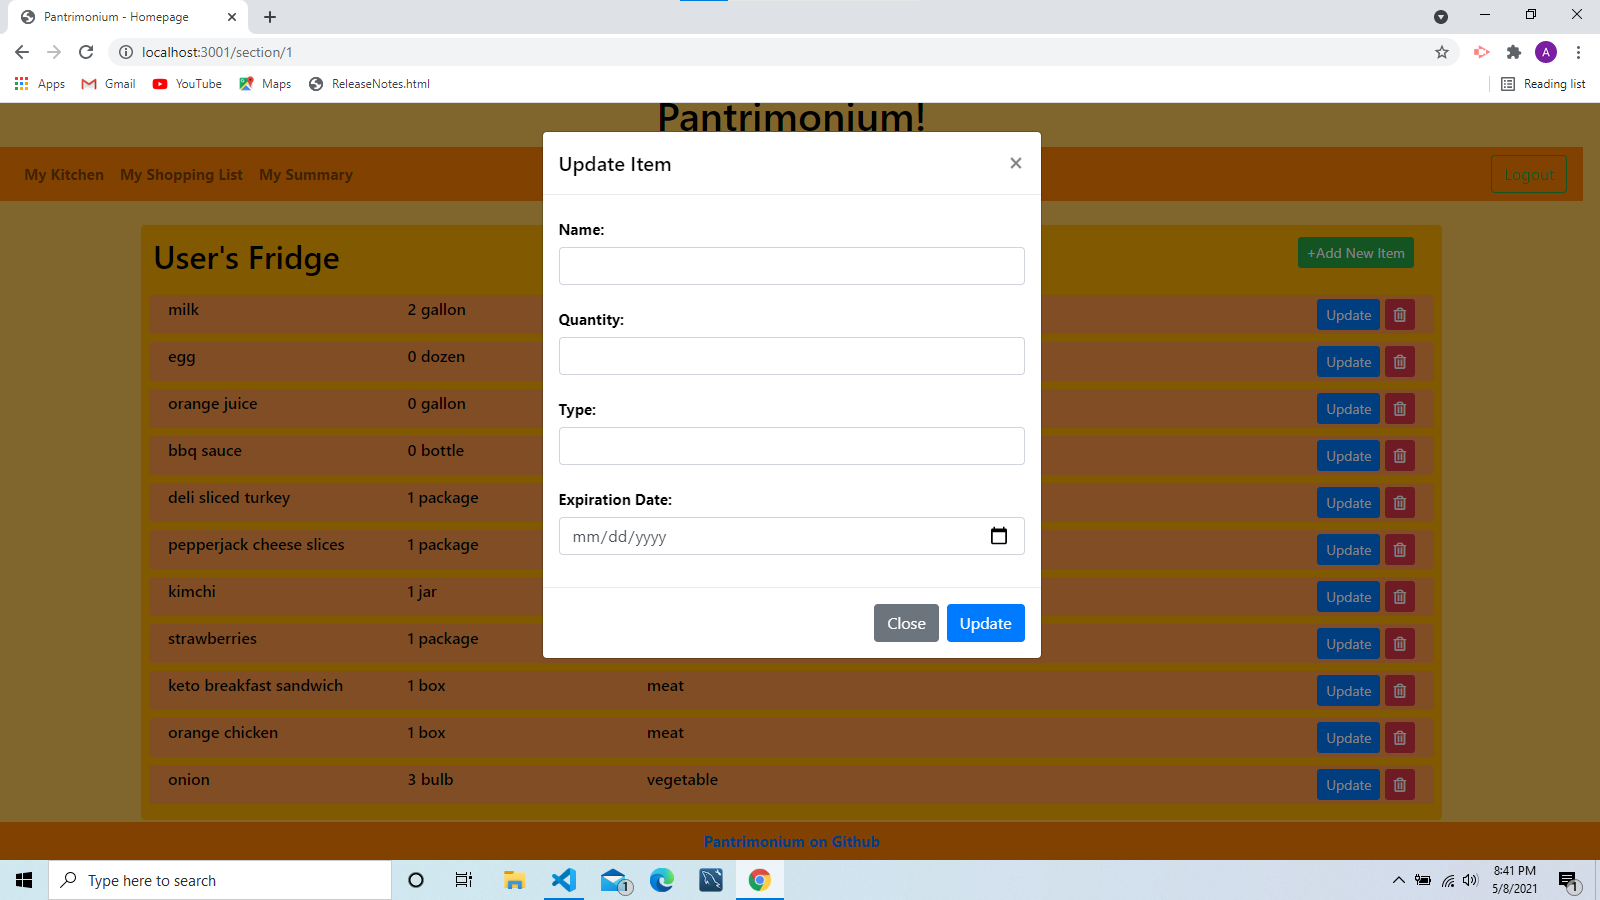 Pantrimonium - Homepage
localhost:3001/section/1
Apps
Gmail
YouTube
Maps
ReleaseNotes.html
Reading list
A
Pantrimonium!
My Kitchen
My Shopping List
My Summary
Logout
User's Fridge
+Add New Item
milk 2 gallon Update
egg 0 dozen Update
orange juice 0 gallon Update
bbq sauce 0 bottle Update
deli sliced turkey 1 package Update
pepperjack cheese slices 1 package Update
kimchi 1 jar Update
strawberries 1 package Update
keto breakfast sandwich 1 box meat Update
orange chicken 1 box meat Update
onion 3 bulb vegetable Update
Update Item ×
Name:
Quantity:
Type:
Expiration Date:
mm/dd/yyyy
Close Update
Pantrimonium on Github
Type here to search
1
8:41 PM
5/8/2021
1